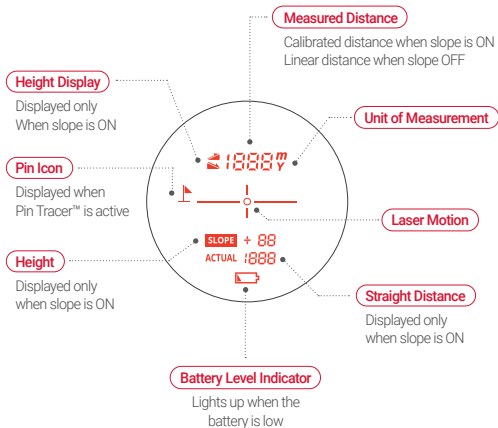 Measured Distance
Calibrated distance when slope is ON
Linear distance when slope OFF
Height Display
Displayed only
When slope is ON
Unit of Measurement
1888 m
Y
Pin Icon
Displayed when
Pin Tracer™ is active
Laser Motion
SLOPE ÷ 88
ACTUAL 1888
Height
Displayed only
when slope is ON
Straight Distance
Displayed only
when slope is ON
Battery Level Indicator
Lights up when the
battery is low